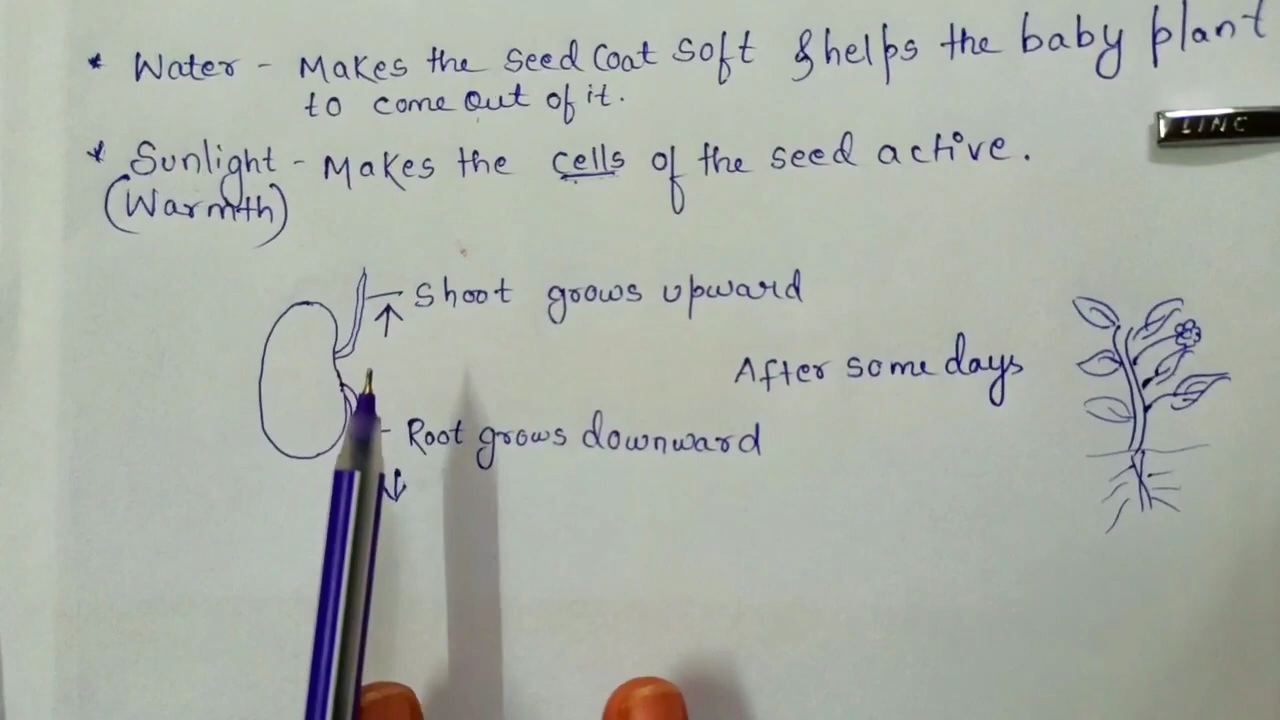 * Water - Makes the seed coat soft & helps the baby plant
to come out of it.
LINC
* Sunlight - Makes the cells of the seed active.
(Warmth)
Shoot grows upward
After some days
Root grows downward